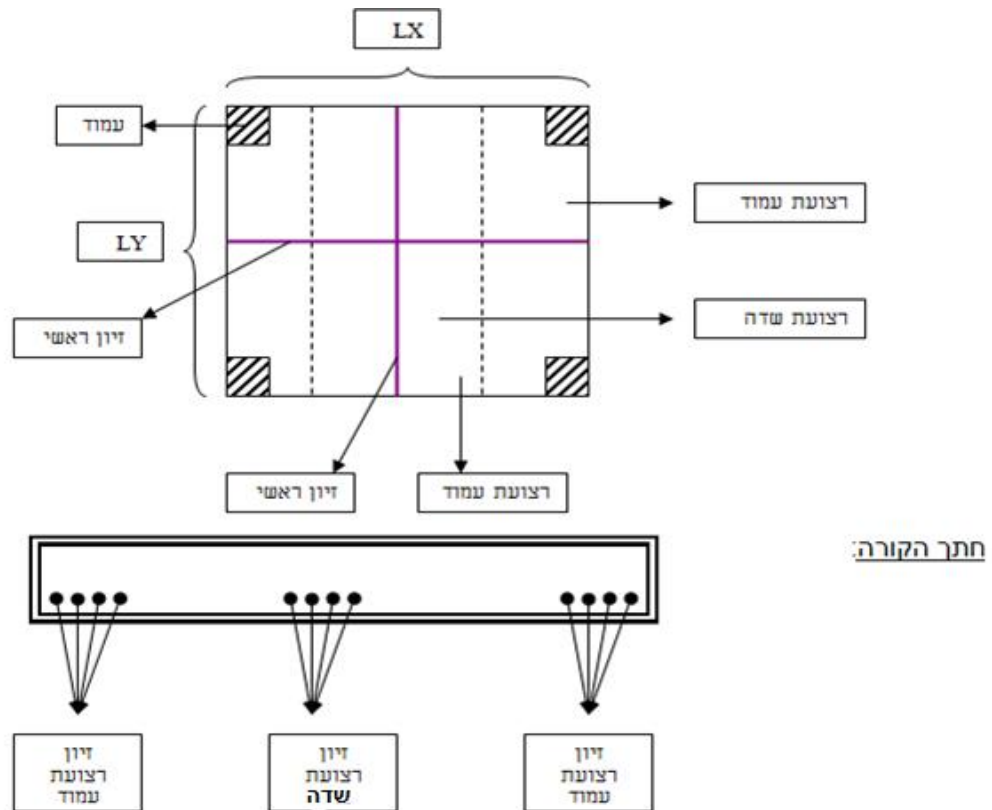 LX
עמוד
רצועת עמוד
LY
רצועת שדה
זיון ראשי
זיון ראשי
רצועת עמוד
חתך הקורה:
זיון
רצועת
עמוד
זיון
רצועת
שדה
זיון
רצועת
עמוד